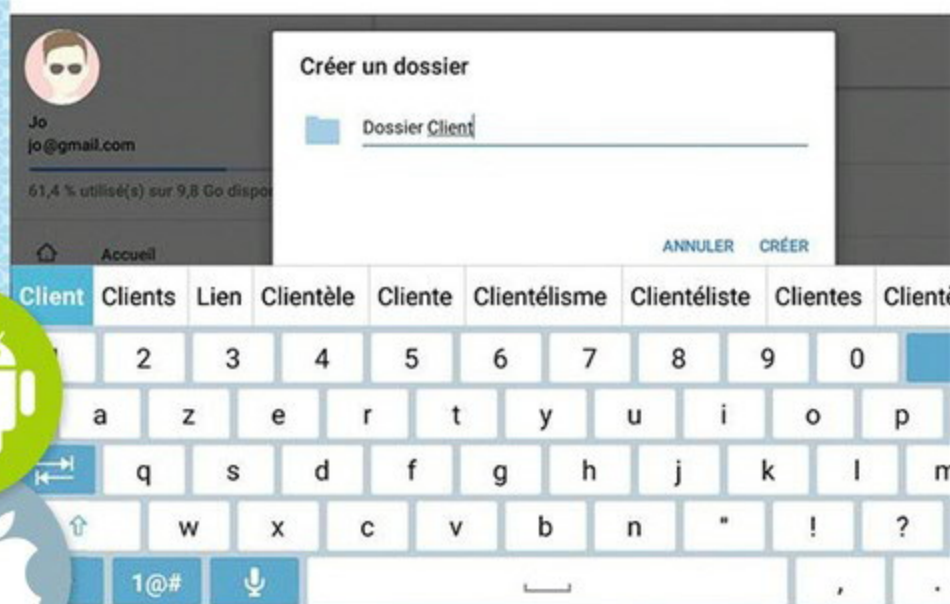 Créer un dossier
Dossier Client
Jo
jo@gmail.com
61,4 % utilisé(s) sur 9,8 Go
ANNULER CRÉER
Accueil
Client Clients Lien Clientèle Cliente Clientélisme Clientéliste Clientes
2 3 4 5 6 7 8 9 0
a z e r t y u i o p
q s d f g h j k l m
w x c v b n " ! ?
1@# , .